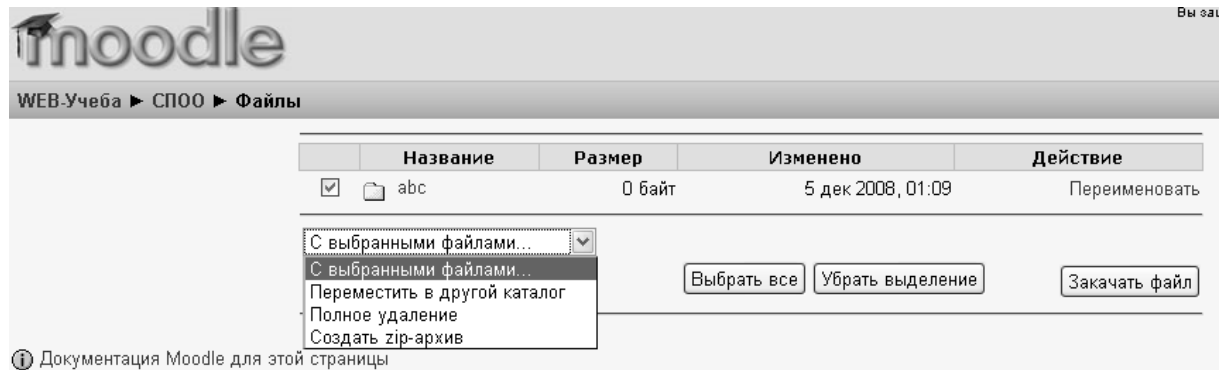 Вы
moodle
WEB-Учеба ► СПОО ► Файлы
Название Размер Изменено Действие
abc 0 байт 5 дек 2008, 01:09 Переименовать
С выбранными файлами...
С выбранными файлами...
Переместить в другой каталог
Полное удаление
Создать zip-архив
Выбрать все Убрать выделение Закачать файл
Документация Moodle для этой страницы